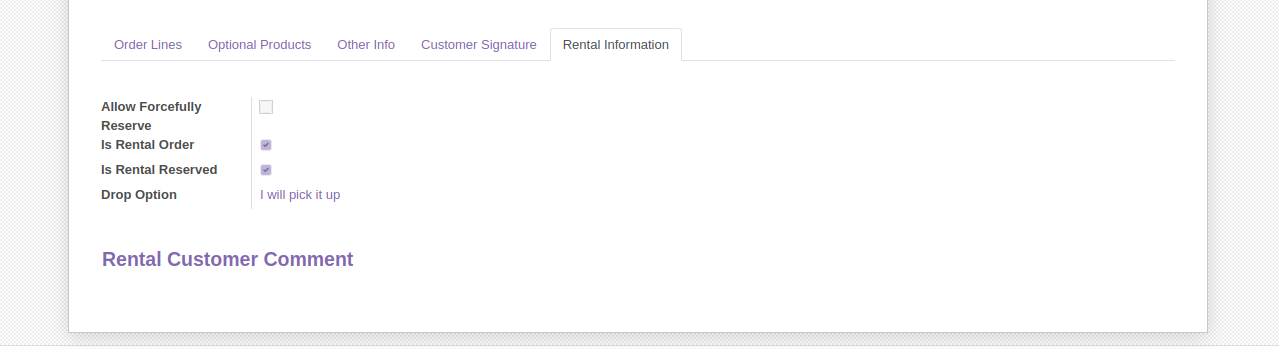 Order Lines Optional Products Other Info Customer Signature Rental Information
Allow Forcefully
Reserve
Is Rental Order
Is Rental Reserved
Drop Option I will pick it up
Rental Customer Comment